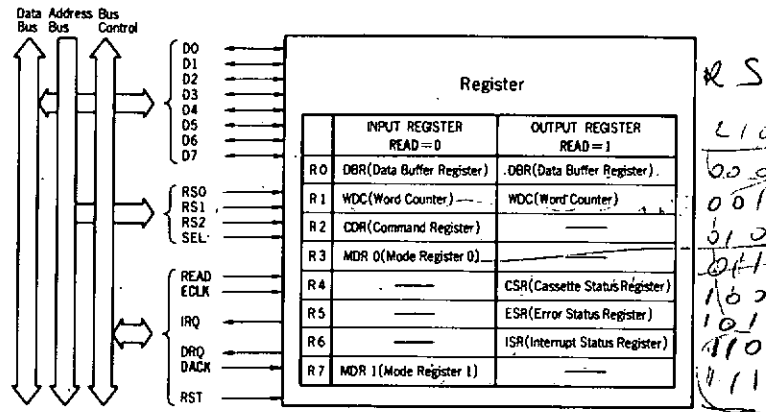 Data Address Bus
Bus Bus Control
D0
D1
D2
D3
D4
D5
D6
D7
RS0
RS1
RS2
SEL
READ
ECLK
IRQ
DRQ
DACK
RST
Register
INPUT REGISTER
READ=0
OUTPUT REGISTER
READ=1
R0 DBR(Data Buffer Register) DBR(Data Buffer Register)
R1 WDC(Word Counter) WDC(Word Counter)
R2 CDR(Command Register) —
R3 MDR 0(Mode Register 0) —
R4 — CSR(Cassette Status Register)
R5 — ESR(Error Status Register)
R6 — ISR(Interrupt Status Register)
R7 MDR 1(Mode Register 1) —
R S
2 1 0
0 0 0
0 0 1
0 1 0
0 1 1
1 0 0
1 0 1
1 1 0
1 1 1